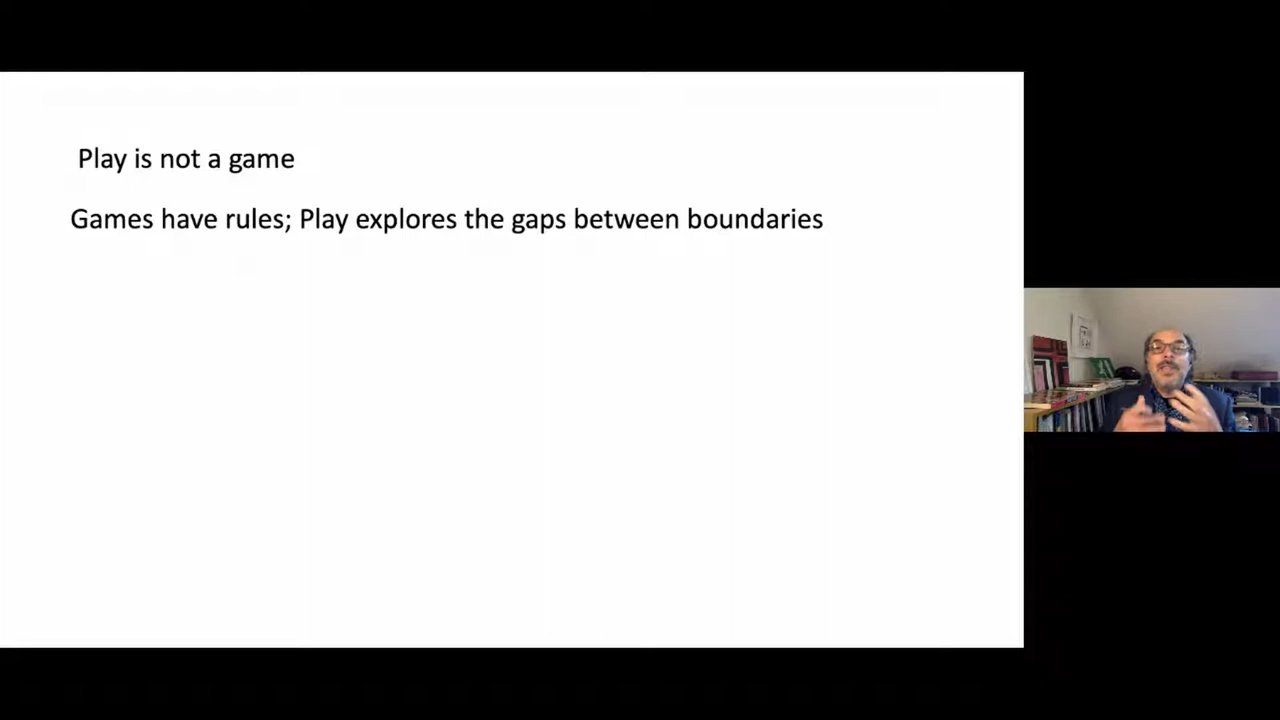 Play is not a game
Games have rules; Play explores the gaps between boundaries